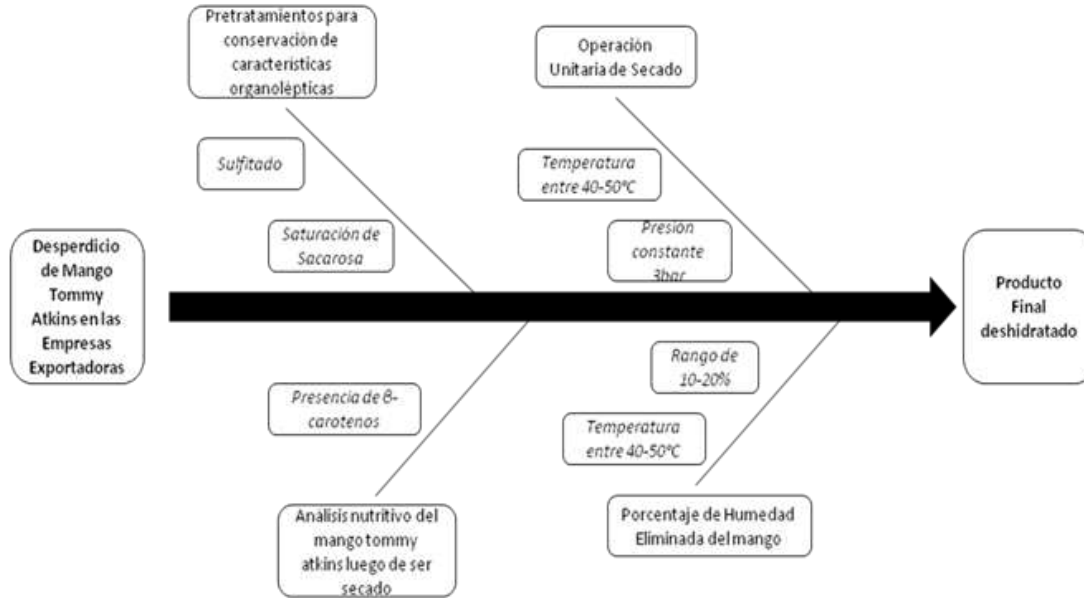 Pretratamientos para
conservación de
características
organolépticas
Operación
Unitaria de Secado
Sulfitado
Temperatura
entre 40-50°C
Saturación de
Sacarosa
Presión
constante
3bar
Desperdicio
de Mango
Tommy
Atkins en las
Empresas
Exportadoras
Producto
Final
deshidratado
Rango de
10-20%
Presencia de β-
carotenos
Temperatura
entre 40-50°C
Análisis nutritivo del
mango tommy
atkins luego de ser
secado
Porcentaje de Humedad
Eliminada del mango